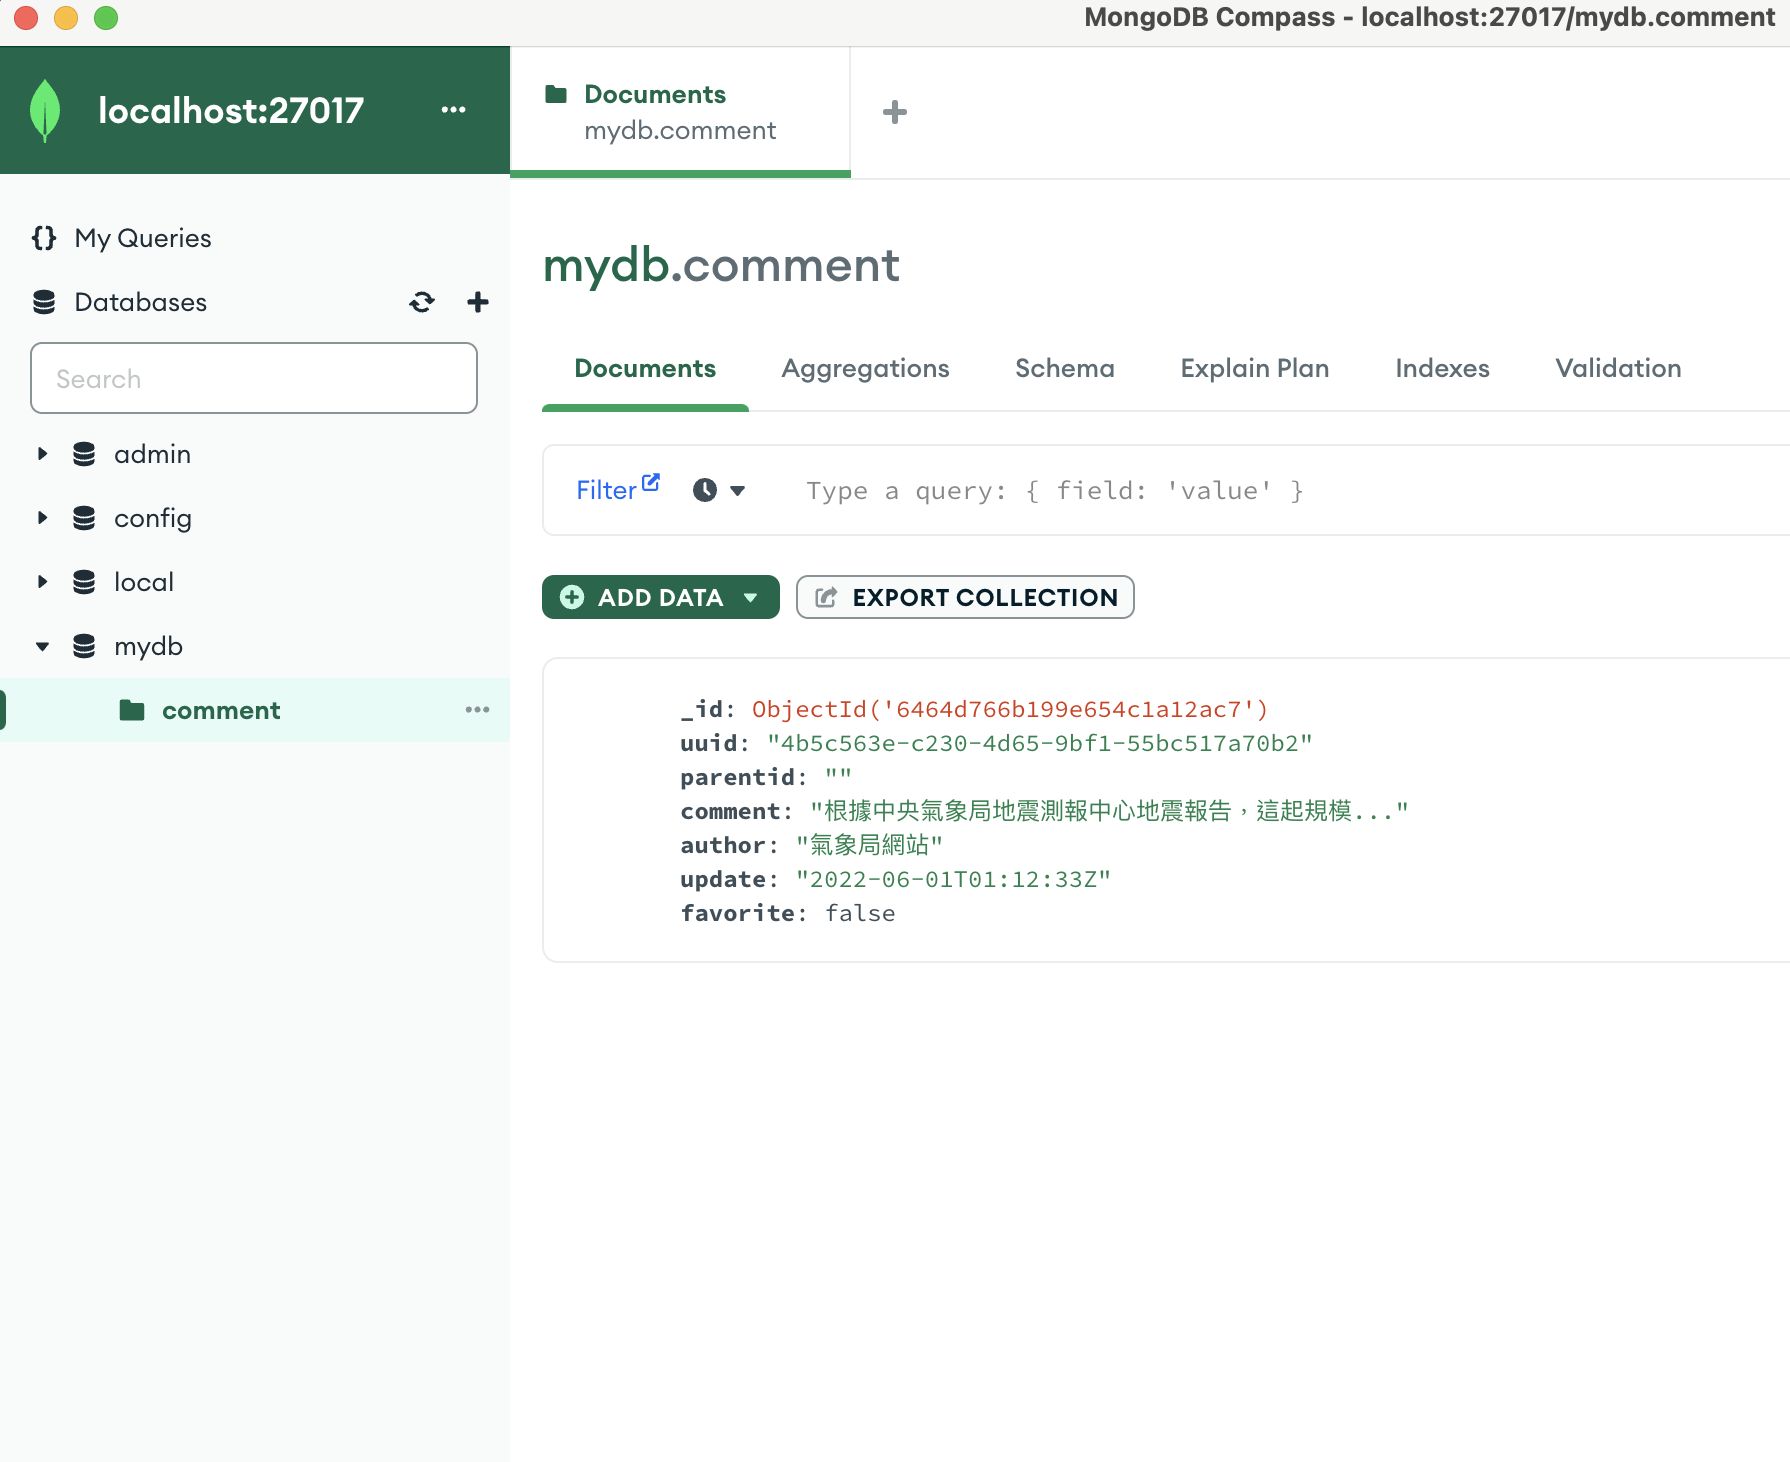 MongoDB Compass - localhost:27017/mydb.comment
localhost:27017
Documents
mydb.comment
My Queries
Databases
Search
admin
config
local
mydb
comment
mydb.comment
Documents Aggregations Schema Explain Plan Indexes Validation
Filter Type a query: { field: 'value' }
ADD DATA EXPORT COLLECTION
_id: ObjectId('6464d766b199e654c1a12ac7')
uuid: "4b5c563e-c230-4d65-9bf1-55bc517a70b2"
parentid: ""
comment: "根據中央氣象局地震測報中心地震報告，這起規模..."
author: "氣象局網站"
update: "2022-06-01T01:12:33Z"
favorite: false